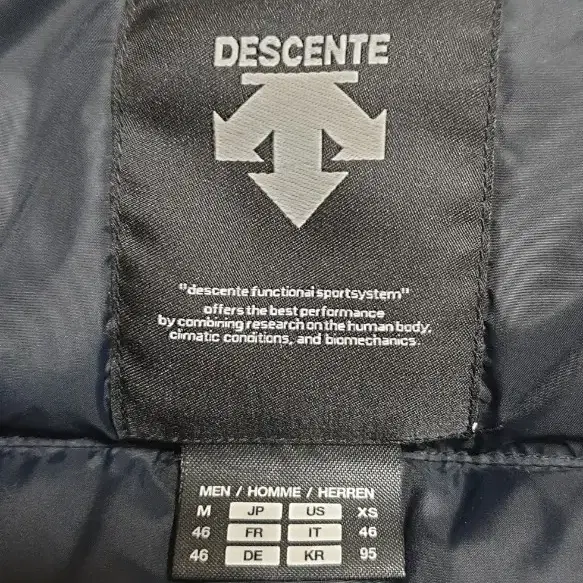 DESCENTE
"descente functional sportsystem"
offers the best performance
by combining research on the human body,
climatic conditions, and biomechanics.
MEN / HOMME / HERREN
M JP US XS
46 FR IT 46
46 DE KR 95